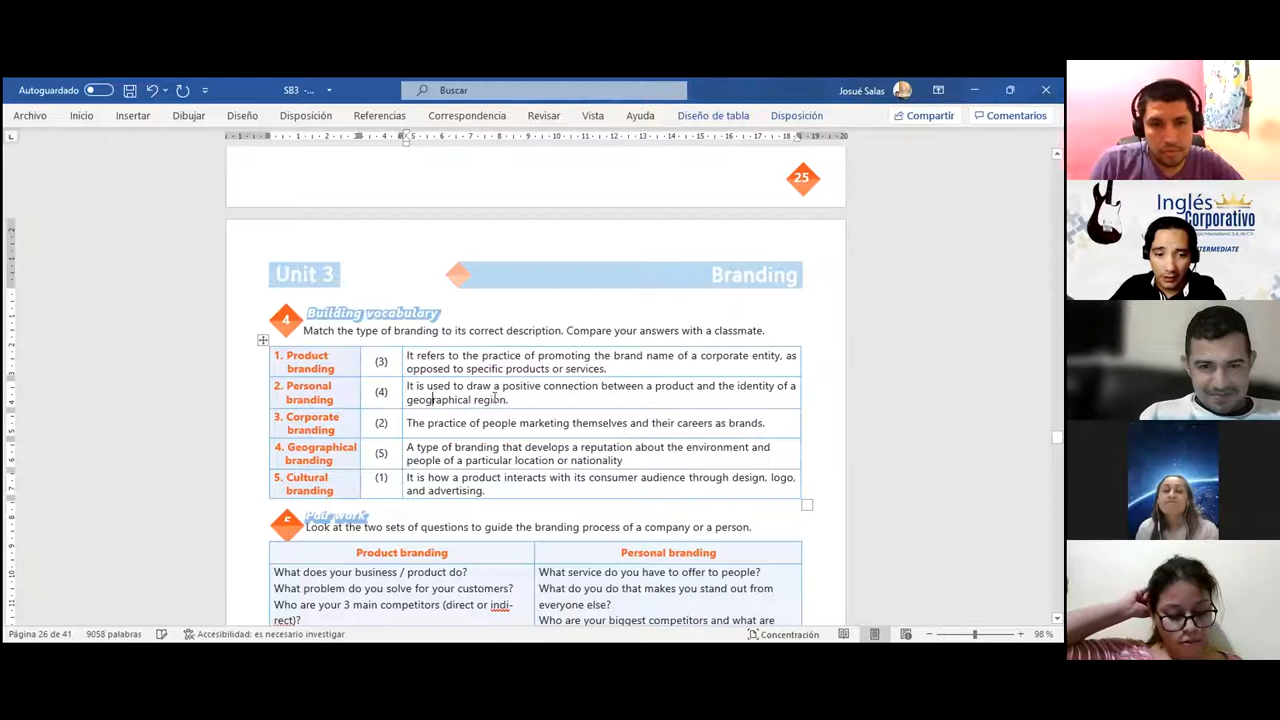 Autoguardado
SB3 -...
Buscar
Josué Salas
Archivo Inicio Insertar Dibujar Diseño Disposición Referencias Correspondencia Revisar Vista Ayuda Diseño de tabla Disposición Compartir Comentarios
25
Unit 3 Branding
4 Building vocabulary
Match the type of branding to its correct description. Compare your answers with a classmate.
1. Product branding (3) It refers to the practice of promoting the brand name of a corporate entity, as
opposed to specific products or services.
2. Personal branding (4) It is used to draw a positive connection between a product and the identity of a
geographical region.
3. Corporate branding (2) The practice of people marketing themselves and their careers as brands.
4. Geographical branding (5) A type of branding that develops a reputation about the environment and
people of a particular location or nationality
5. Cultural branding (1) It is how a product interacts with its consumer audience through design, logo,
and advertising.
5 Pair work
Look at the two sets of questions to guide the branding process of a company or a person.
Product branding Personal branding
What does your business / product do? What service do you have to offer to people?
What problem do you solve for your customers? What do you do that makes you stand out from
Who are your 3 main competitors (direct or indi- everyone else?
rect)? Who are your biggest competitors and what are
Página 26 de 41 9058 palabras Accesibilidad: es necesario investigar Concentración 98 %
Inglés
Corporativo
INTERMEDIATE